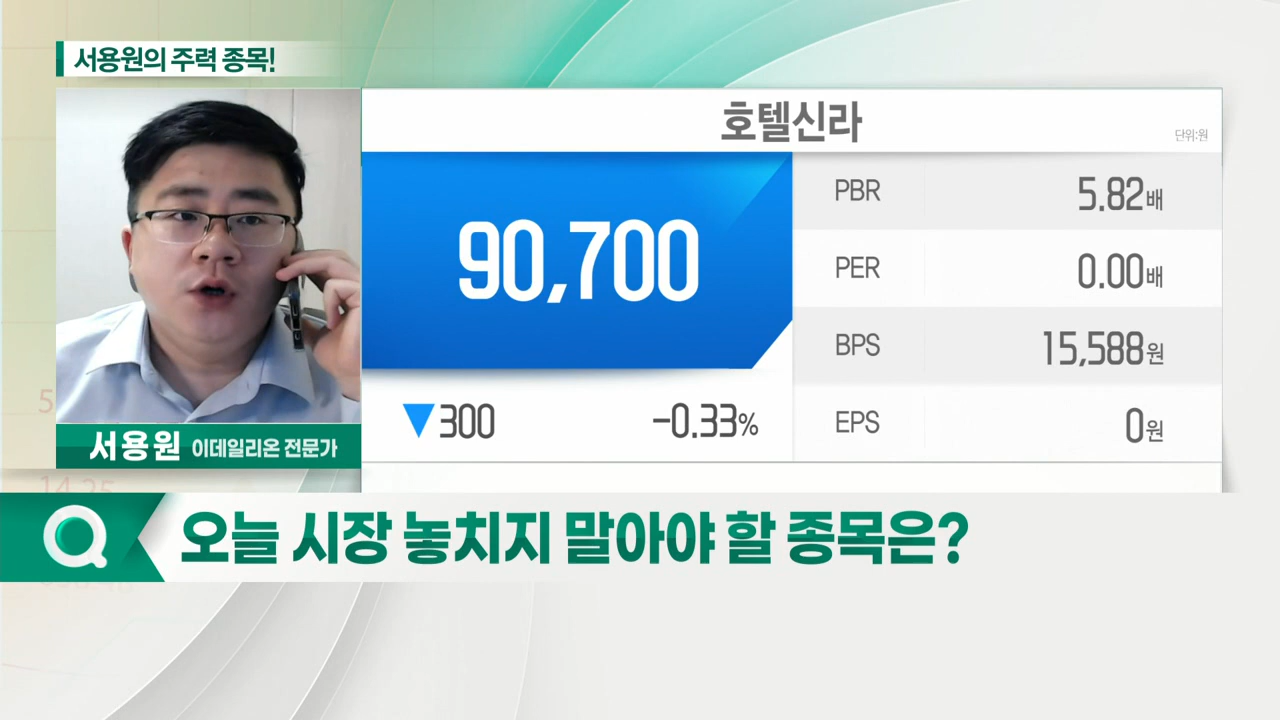 서용원의 주력 종목!
호텔신라
단위:원
90,700
▼300 -0.33%
PBR 5.82배
PER 0.00배
BPS 15,588원
EPS 0원
서용원 이데일리온 전문가
오늘 시장 놓치지 말아야 할 종목은?